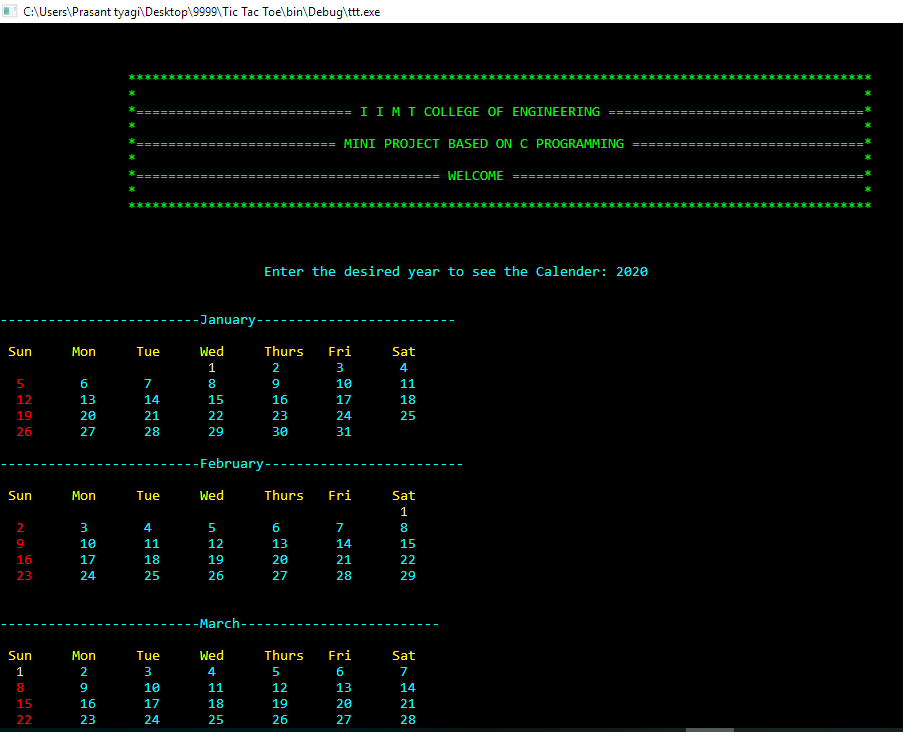 C:\Users\Prasant tyagi\Desktop\9999\Tic Tac Toe\bin\Debug\ttt.exe
*********************************************************************************************
*                                                                                           *
*=========================== I I M T COLLEGE OF ENGINEERING ================================*
*                                                                                           *
*========================= MINI PROJECT BASED ON C PROGRAMMING =============================*
*                                                                                           *
*====================================== WELCOME ============================================*
*                                                                                           *
*********************************************************************************************
Enter the desired year to see the Calender: 2020
-------------------------January-------------------------
Sun Mon Tue Wed Thurs Fri Sat
1 2 3 4
5 6 7 8 9 10 11
12 13 14 15 16 17 18
19 20 21 22 23 24 25
26 27 28 29 30 31
-------------------------February-------------------------
Sun Mon Tue Wed Thurs Fri Sat
1
2 3 4 5 6 7 8
9 10 11 12 13 14 15
16 17 18 19 20 21 22
23 24 25 26 27 28 29
-------------------------March-------------------------
Sun Mon Tue Wed Thurs Fri Sat
1 2 3 4 5 6 7
8 9 10 11 12 13 14
15 16 17 18 19 20 21
22 23 24 25 26 27 28